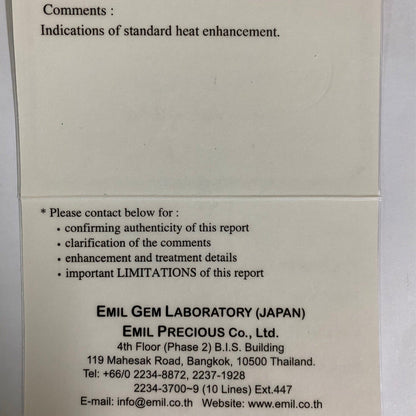 Comments :
Indications of standard heat enhancement.
* Please contact below for :
• confirming authenticity of this report
• clarification of the comments
• enhancement and treatment details
• important LIMITATIONS of this report
EMIL GEM LABORATORY (JAPAN)
EMIL PRECIOUS Co., Ltd.
4th Floor (Phase 2) B.I.S. Building
119 Mahesak Road, Bangkok, 10500 Thailand.
Tel: +66/0 2234-8872, 2237-1928
2234-3700~9 (10 Lines) Ext.447
E-mail: info@emil.co.th Website: www.emil.co.th